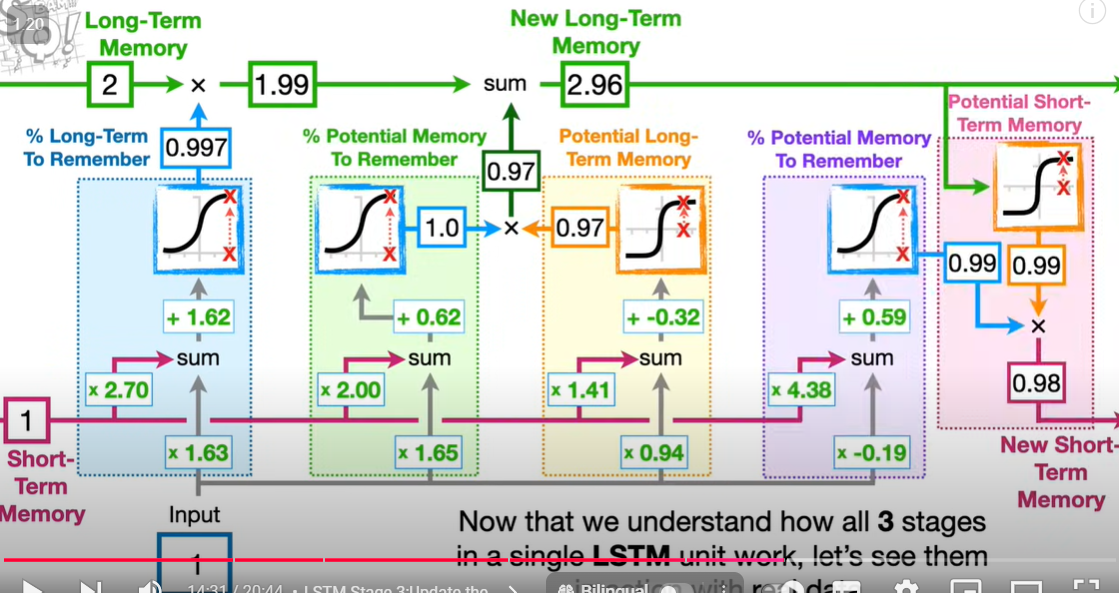 1.20
Long-Term
Memory
New Long-Term
Memory
2
×
1.99
sum
2.96
Potential Short-
Term Memory
% Long-Term
To Remember
0.997
% Potential Memory
To Remember
0.97
Potential Long-
Term Memory
% Potential Memory
To Remember
1.0
×
0.97
0.99
0.99
+ 1.62
+ 0.62
+ -0.32
+ 0.59
×
sum
sum
sum
sum
x 2.70
x 2.00
x 1.41
x 4.38
0.98
1
x 1.63
x 1.65
x 0.94
x -0.19
Short-
Term
Memory
New Short-
Term
Memory
Input
1
Now that we understand how all 3 stages
in a single LSTM unit work, let's see them
with
14:31 / 20:44 • LSTM Stage 3:Update the
Bilingual